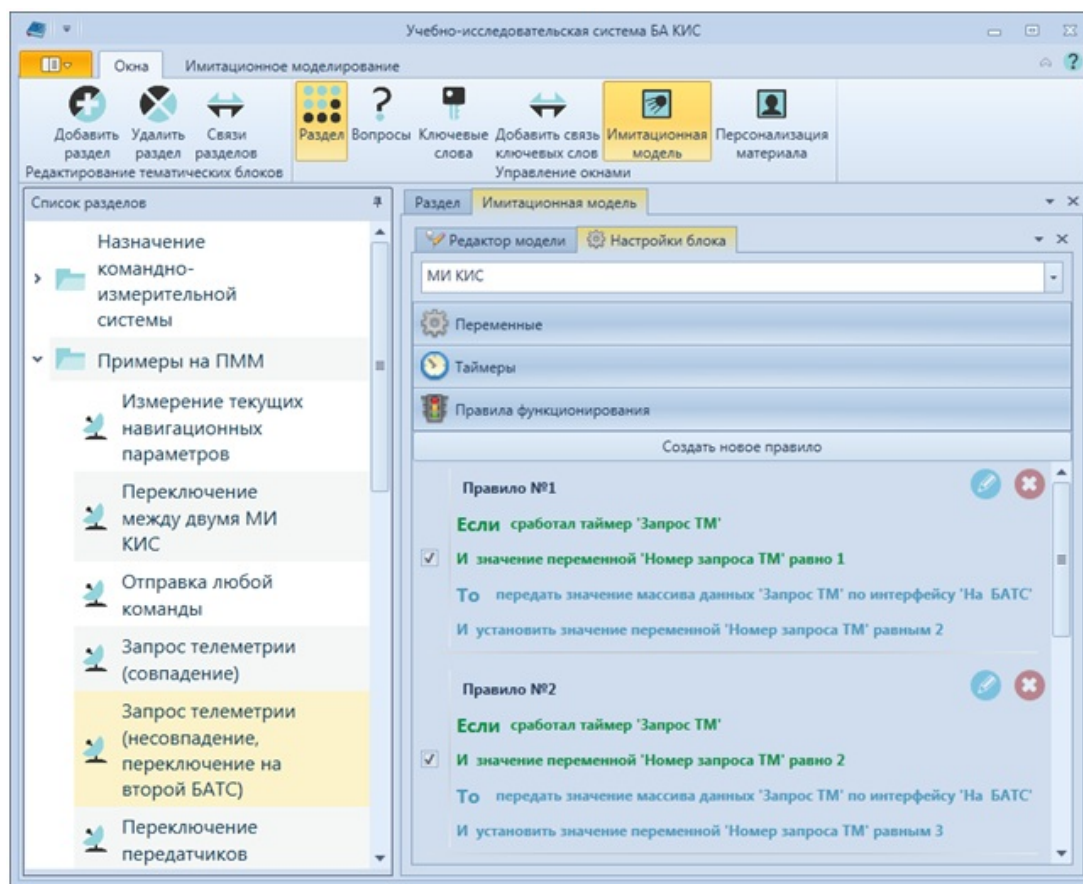 Учебно-исследовательская система БА КИС
Окна Имитационное моделирование
?
Добавить раздел
Удалить раздел
Связи разделов
Раздел
Вопросы
Ключевые слова
Добавить связь ключевых слов
Имитационная модель
Персонализация материала
Редактирование тематических блоков
Управление окнами
Список разделов
Назначение
командно-
измерительной
системы
Примеры на ПММ
Измерение текущих
навигационных
параметров
Переключение
между двумя МИ
КИС
Отправка любой
команды
Запрос телеметрии
(совпадение)
Запрос телеметрии
(несовпадение,
переключение на
второй БАТС)
Переключение
передатчиков
Раздел Имитационная модель
Редактор модели Настройки блока
МИ КИС
Переменные
Таймеры
Правила функционирования
Создать новое правило
Правило №1
Если сработал таймер 'Запрос ТМ'
И значение переменной 'Номер запроса ТМ' равно 1
То передать значение массива данных 'Запрос ТМ' по интерфейсу 'На БАТС'
И установить значение переменной 'Номер запроса ТМ' равным 2
Правило №2
Если сработал таймер 'Запрос ТМ'
И значение переменной 'Номер запроса ТМ' равно 2
То передать значение массива данных 'Запрос ТМ' по интерфейсу 'На БАТС'
И установить значение переменной 'Номер запроса ТМ' равным 3